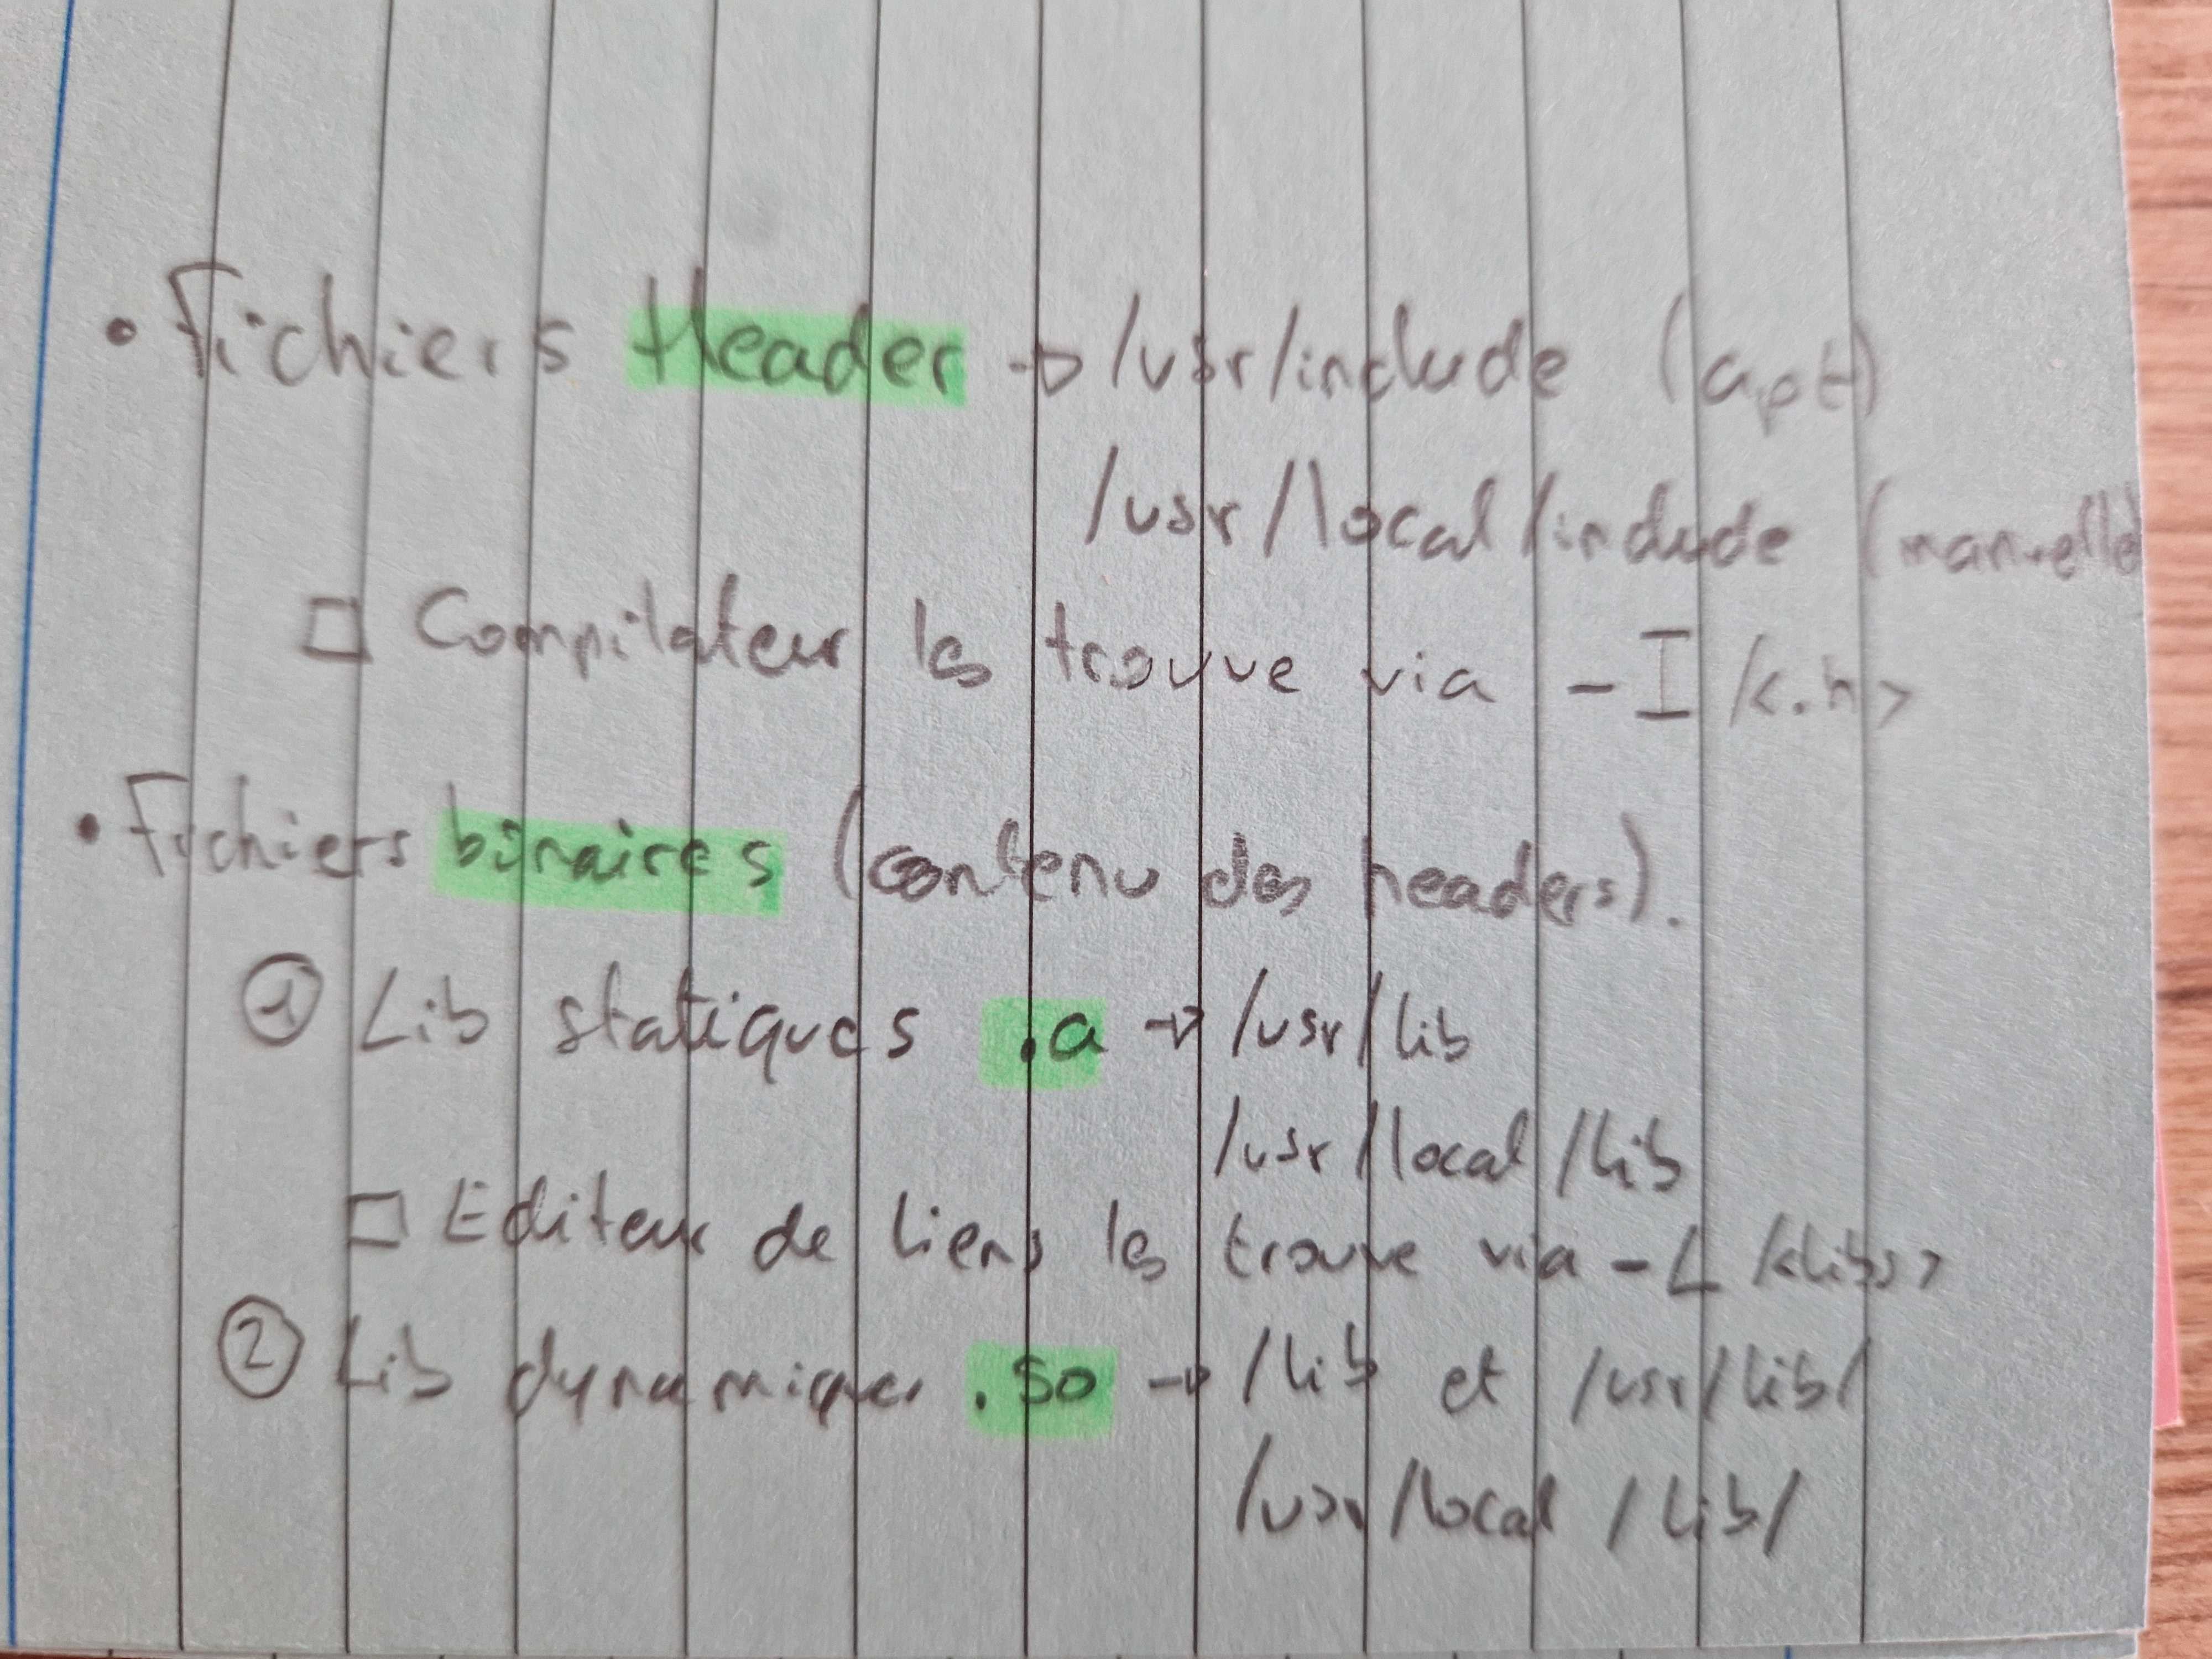 • Fichiers Header → /usr/include (apt)
/usr/local/include (manuelle
□ Compilateur les trouve via -I /<.h>
• Fichiers binaires (contenu des headers).
① Lib statiques .a → /usr/lib
/usr/local/lib
□ Editeur de liens les trouve via -L /<libs>
② Lib dynamiques .so → /lib et /usr/lib/
/usr/local/lib/